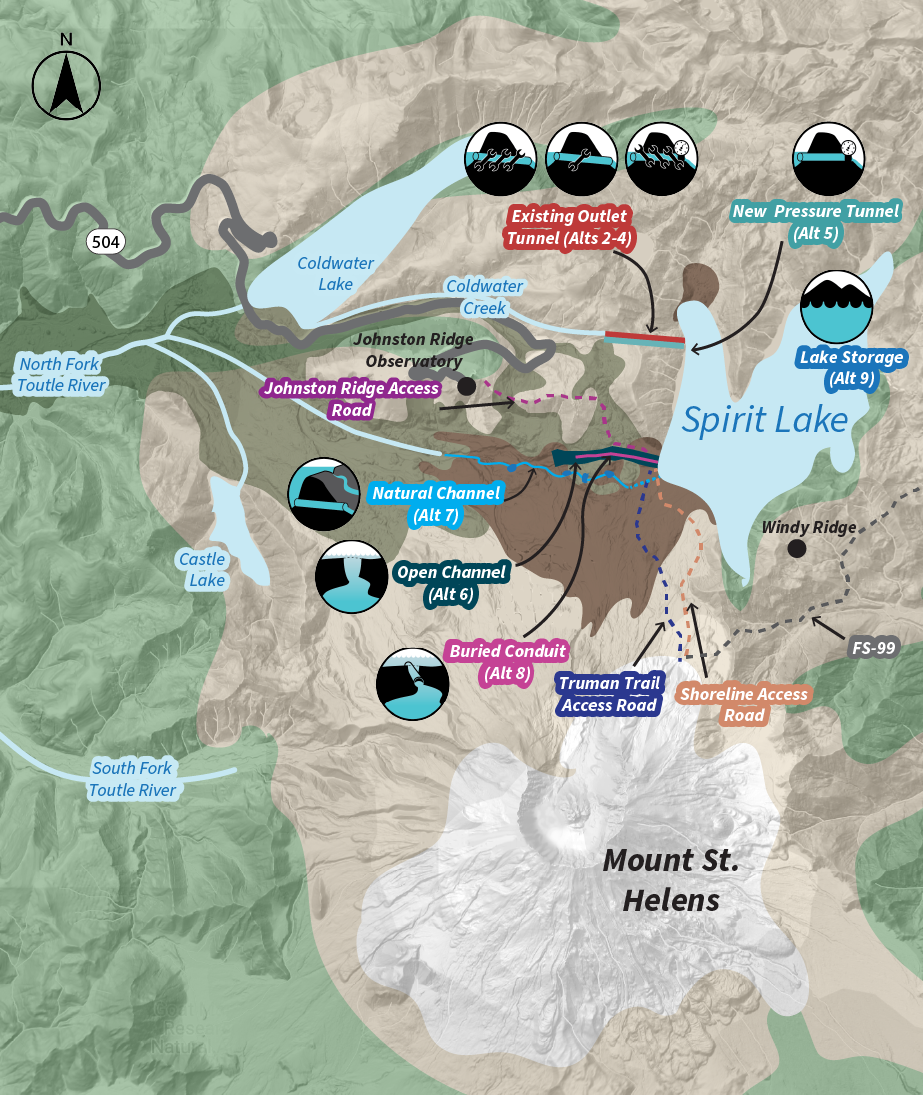 N
Existing Outlet
Tunnel (Alts 2-4)
New Pressure Tunnel
(Alt 5)
504
Coldwater
Lake
Coldwater
Creek
Johnston Ridge
Observatory
Lake Storage
(Alt 9)
North Fork
Toutle River
Johnston Ridge Access
Road
Spirit Lake
Natural Channel
(Alt 7)
Windy Ridge
Castle
Lake
Open Channel
(Alt 6)
Buried Conduit
(Alt 8)
FS-99
Truman Trail
Access Road
Shoreline Access
Road
South Fork
Toutle River
Mount St.
Helens